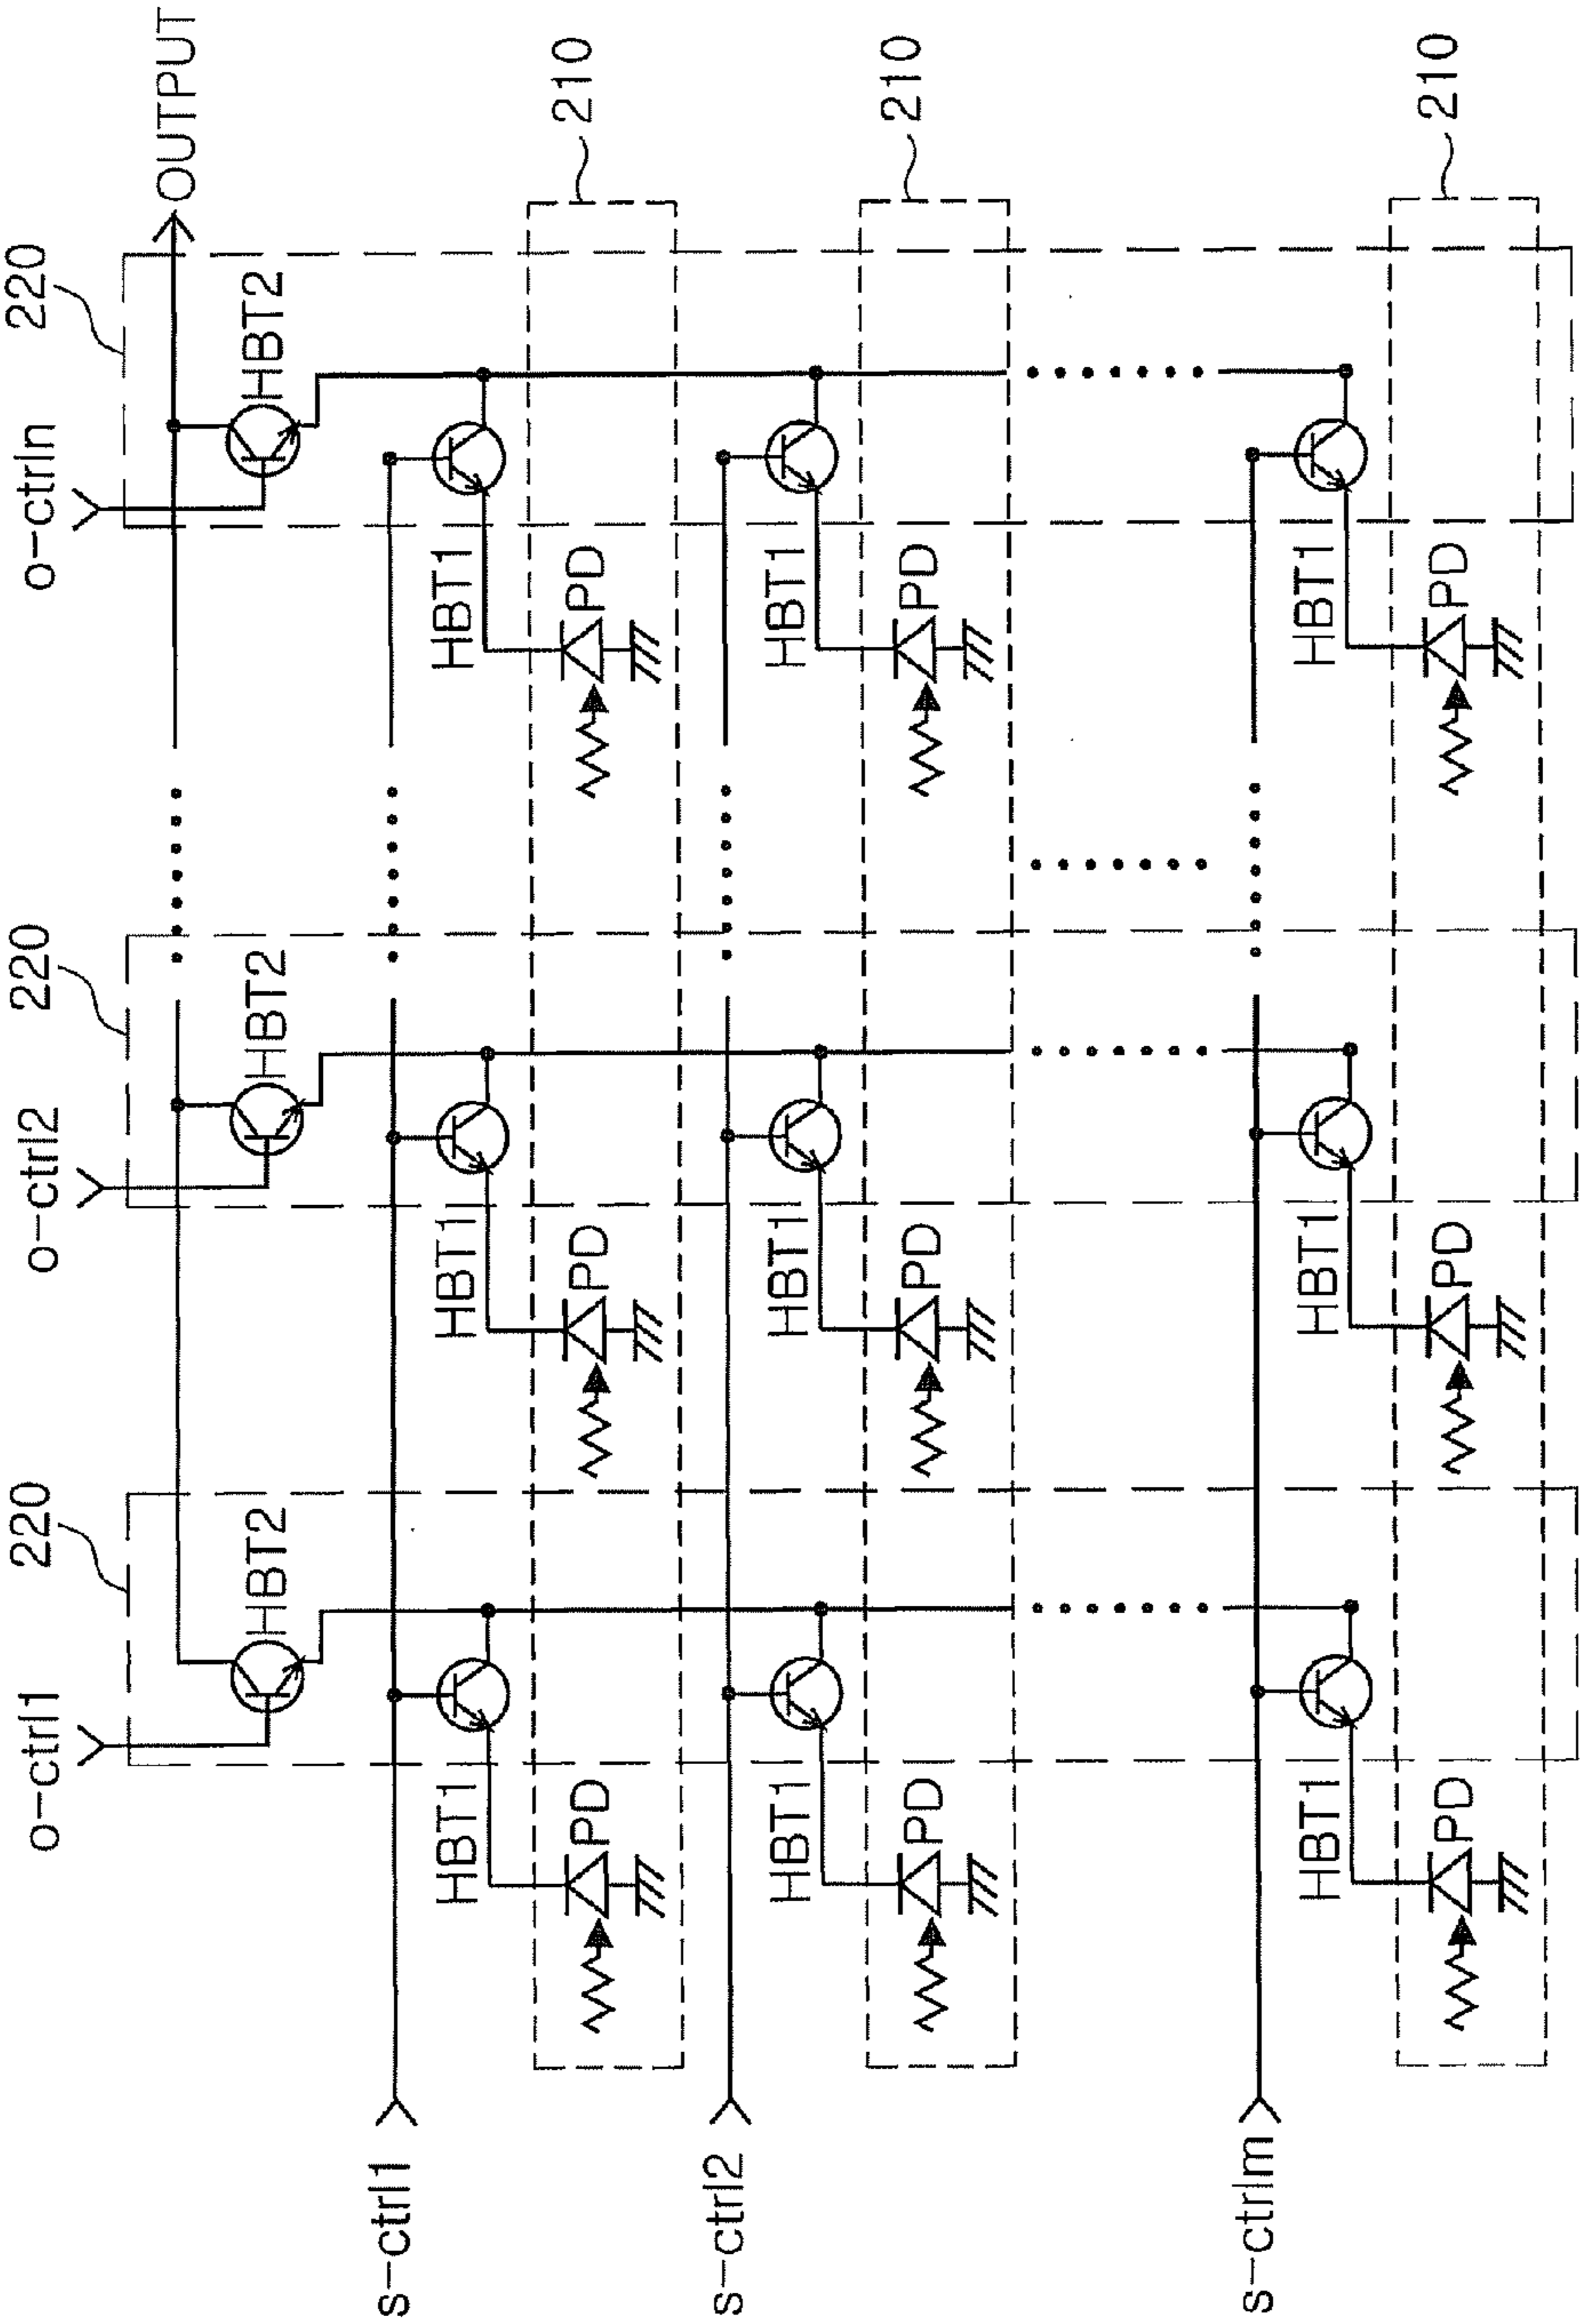 o-ctrl1
o-ctrl2
o-ctrln
220
220
220
OUTPUT
HBT2
HBT2
HBT2
s-ctrl1
HBT1
HBT1
HBT1
PD
PD
PD
210
s-ctrl2
HBT1
HBT1
HBT1
PD
PD
PD
210
s-ctrlm
HBT1
HBT1
HBT1
PD
PD
PD
210